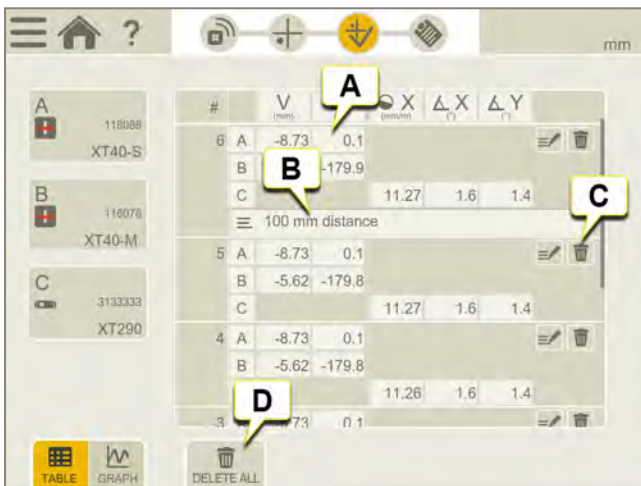 ?
mm
A
118088
XT40-S
B
116078
XT40-M
C
3133333
XT290
A
B
C
D
# V X X Y
(mm) (mm/m) (°) (°)
6 A -8.73 0.1
B -179.9
C 11.27 1.6 1.4
100 mm distance
5 A -8.73 0.1
B -5.62 -179.8
C 11.27 1.6 1.4
4 A -8.73 0.1
B -5.62 -179.8
11.26 1.6 1.4
3 73 0.1
TABLE GRAPH DELETE ALL